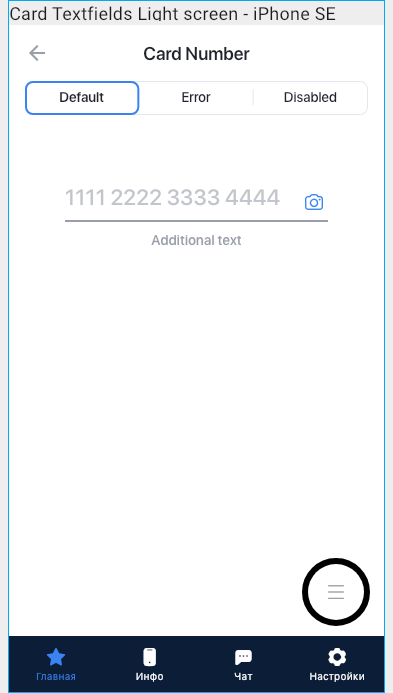 Card Textfields Light screen - iPhone SE
Card Number
Default Error Disabled
1111 2222 3333 4444
Additional text
Главная Инфо Чат Настройки